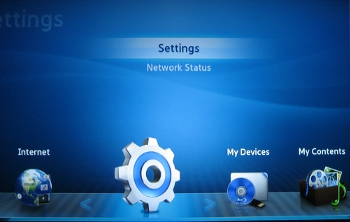 ettings
Settings
Network Status
Internet
My Devices
My Contents